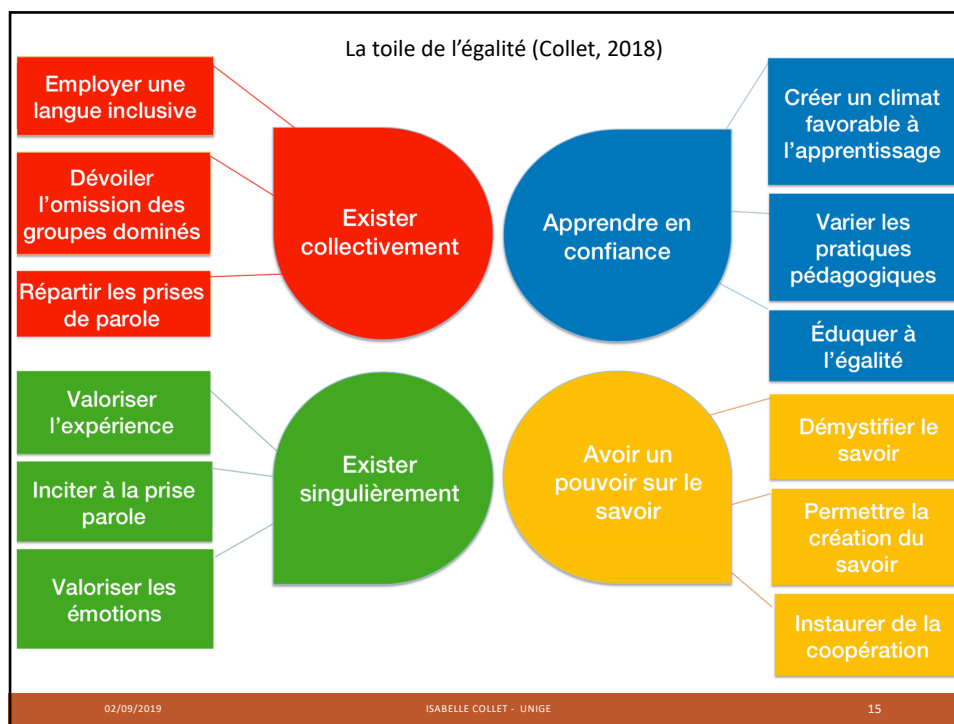 La toile de l'égalité (Collet, 2018)
Employer une
langue inclusive
Dévoiler
l'omission des
groupes dominés
Répartir les prises
de parole
Exister
collectivement
Apprendre en
confiance
Créer un climat
favorable à
l'apprentissage
Varier les
pratiques
pédagogiques
Éduquer à
l'égalité
Valoriser
l'expérience
Inciter à la prise
parole
Valoriser les
émotions
Exister
singulièrement
Avoir un
pouvoir sur le
savoir
Démystifier le
savoir
Permettre la
création du
savoir
Instaurer de la
coopération
02/09/2019
ISABELLE COLLET - UNIGE
15